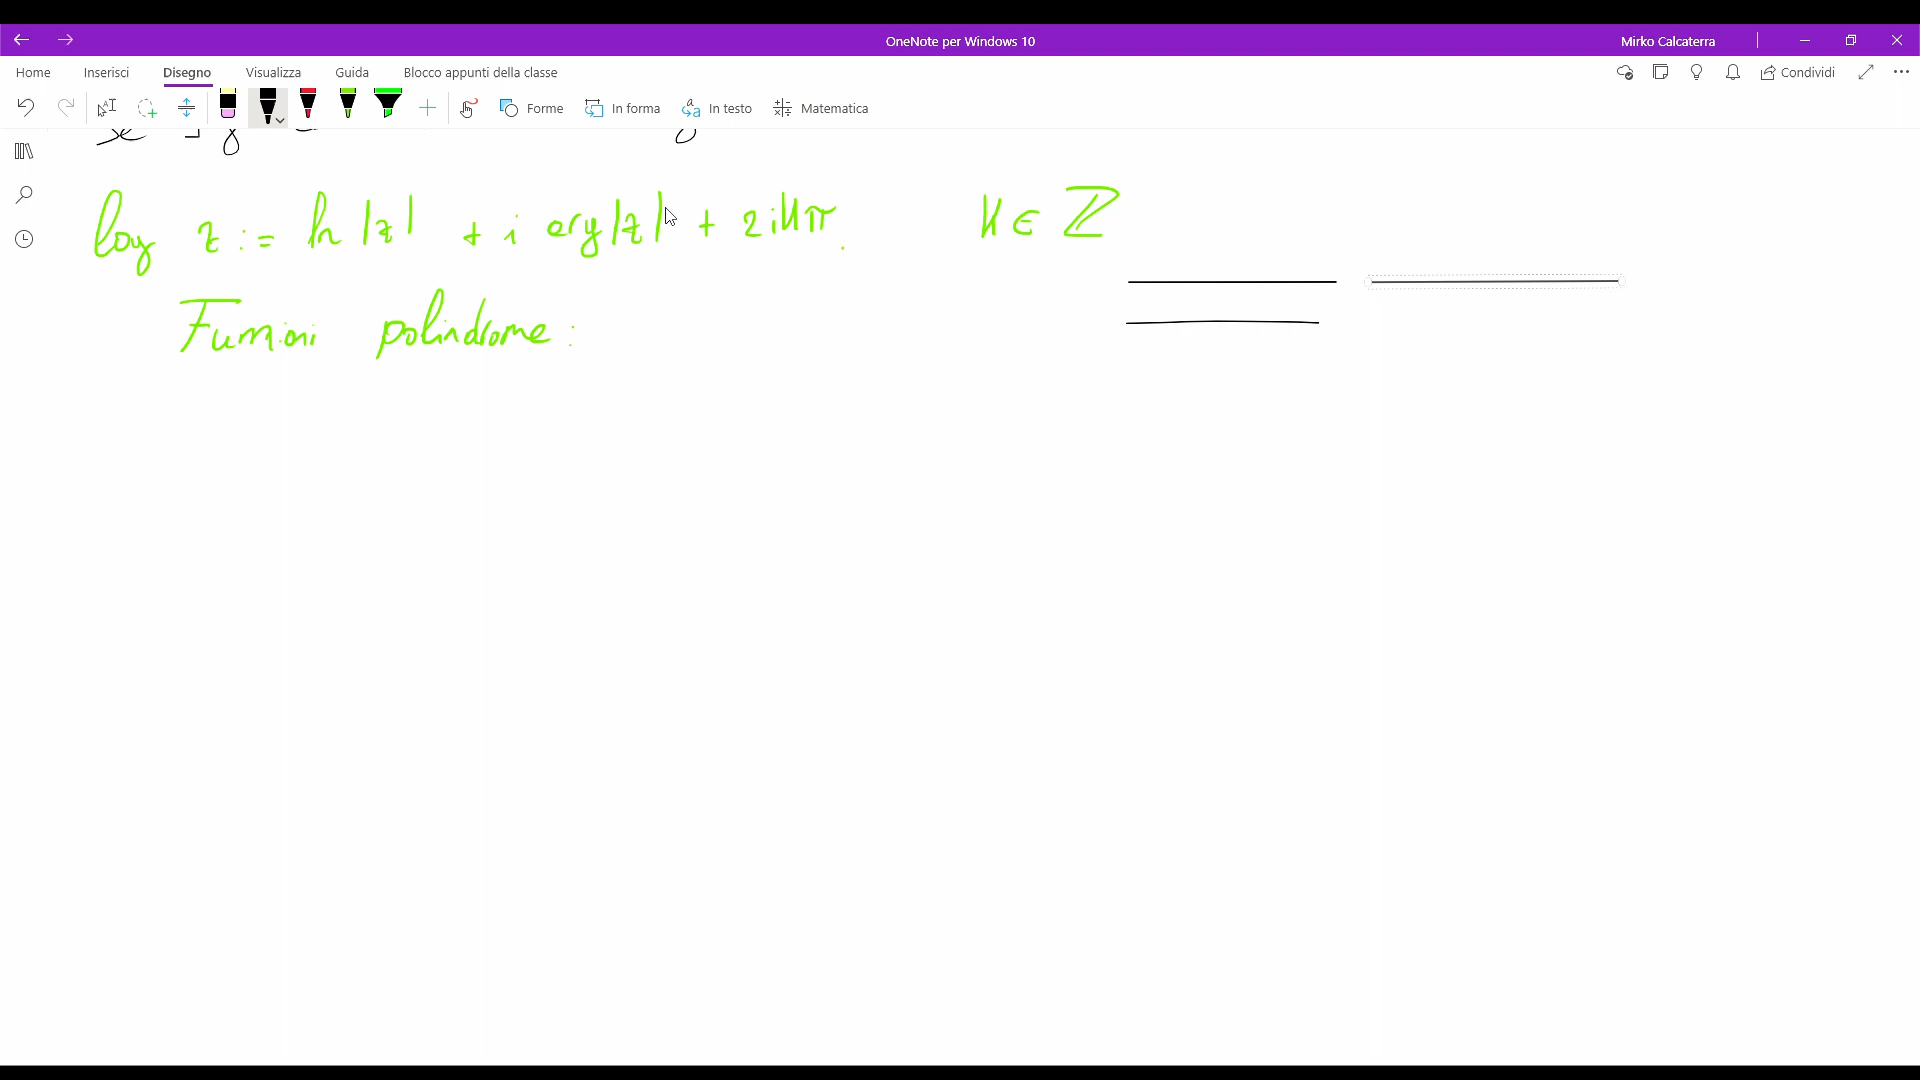 OneNote per Windows 10
Mirko Calcaterra
Home Inserisci Disegno Visualizza Guida Blocco appunti della classe
Condividi
Forme In forma In testo Matematica
log z := ln |z| + i arg|z| + 2ikπ. k ∈ ℤ
Funzioni polindrome: